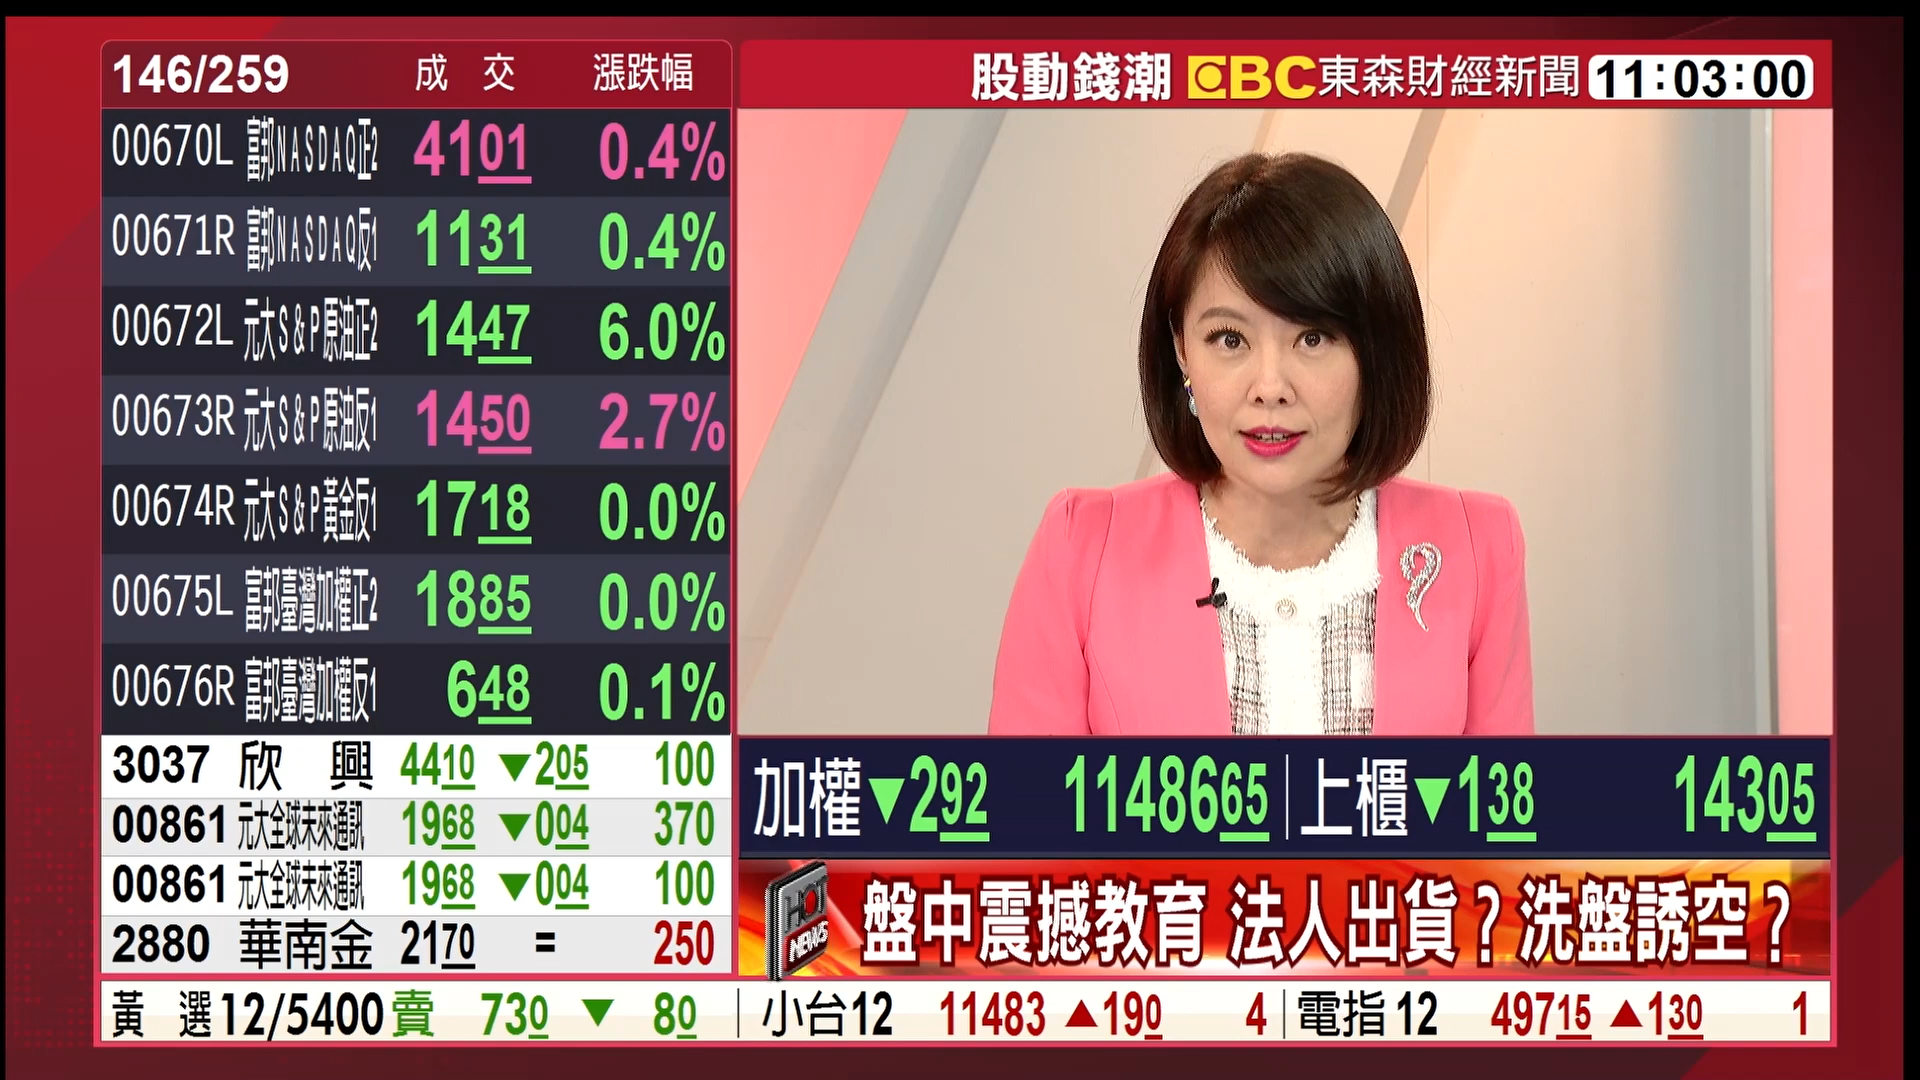 146/259 成 交 漲跌幅
股動錢潮 EBC 東森財經新聞 11:03:00
00670L 富邦NASDAQ正2 4101 0.4%
00671R 富邦NASDAQ反1 1131 0.4%
00672L 元大S&P原油正2 1447 6.0%
00673R 元大S&P原油反1 1450 2.7%
00674R 元大S&P黃金反1 1718 0.0%
00675L 富邦臺灣加權正2 1885 0.0%
00676R 富邦臺灣加權反1 648 0.1%
3037 欣 興 4410 ▼205 100
00861 元大全球未來通訊 1968 ▼004 370
00861 元大全球未來通訊 1968 ▼004 100
2880 華南金 2170 = 250
加權▼292 1148665 上櫃▼138 14305
HOT NEWS
盤中震撼教育 法人出貨?洗盤誘空?
黃 選12/5400賣 730 ▼ 80 小台12 11483 ▲190 4 電指12 49715 ▲130 1